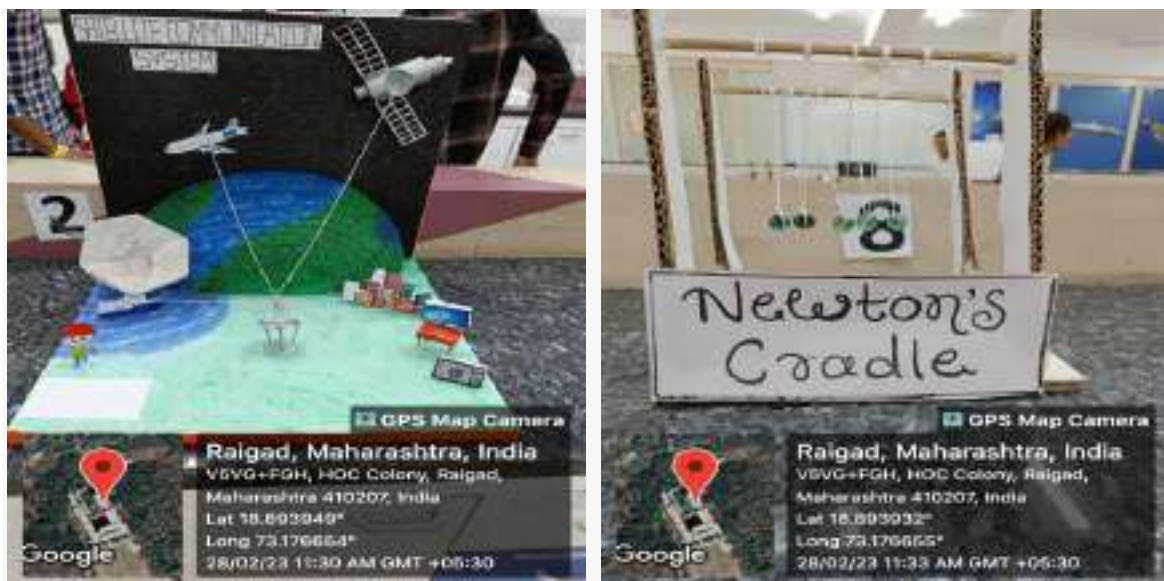 SATELLITE COMMUNICATION
SYSTEM
2
GPS Map Camera
Raigad, Maharashtra, India
V5VG+FGH, HOC Colony, Raigad,
Maharashtra 410207, India
Lat 18.893949°
Long 73.176654°
28/02/23 11:30 AM GMT +05:30
Google
8
Newton's
Cradle
GPS Map Camera
Raigad, Maharashtra, India
V5VG+FGH, HOC Colony, Raigad,
Maharashtra 410207, India
Lat 18.893932°
Long 73.176655°
28/02/23 11:33 AM GMT +05:30
Google